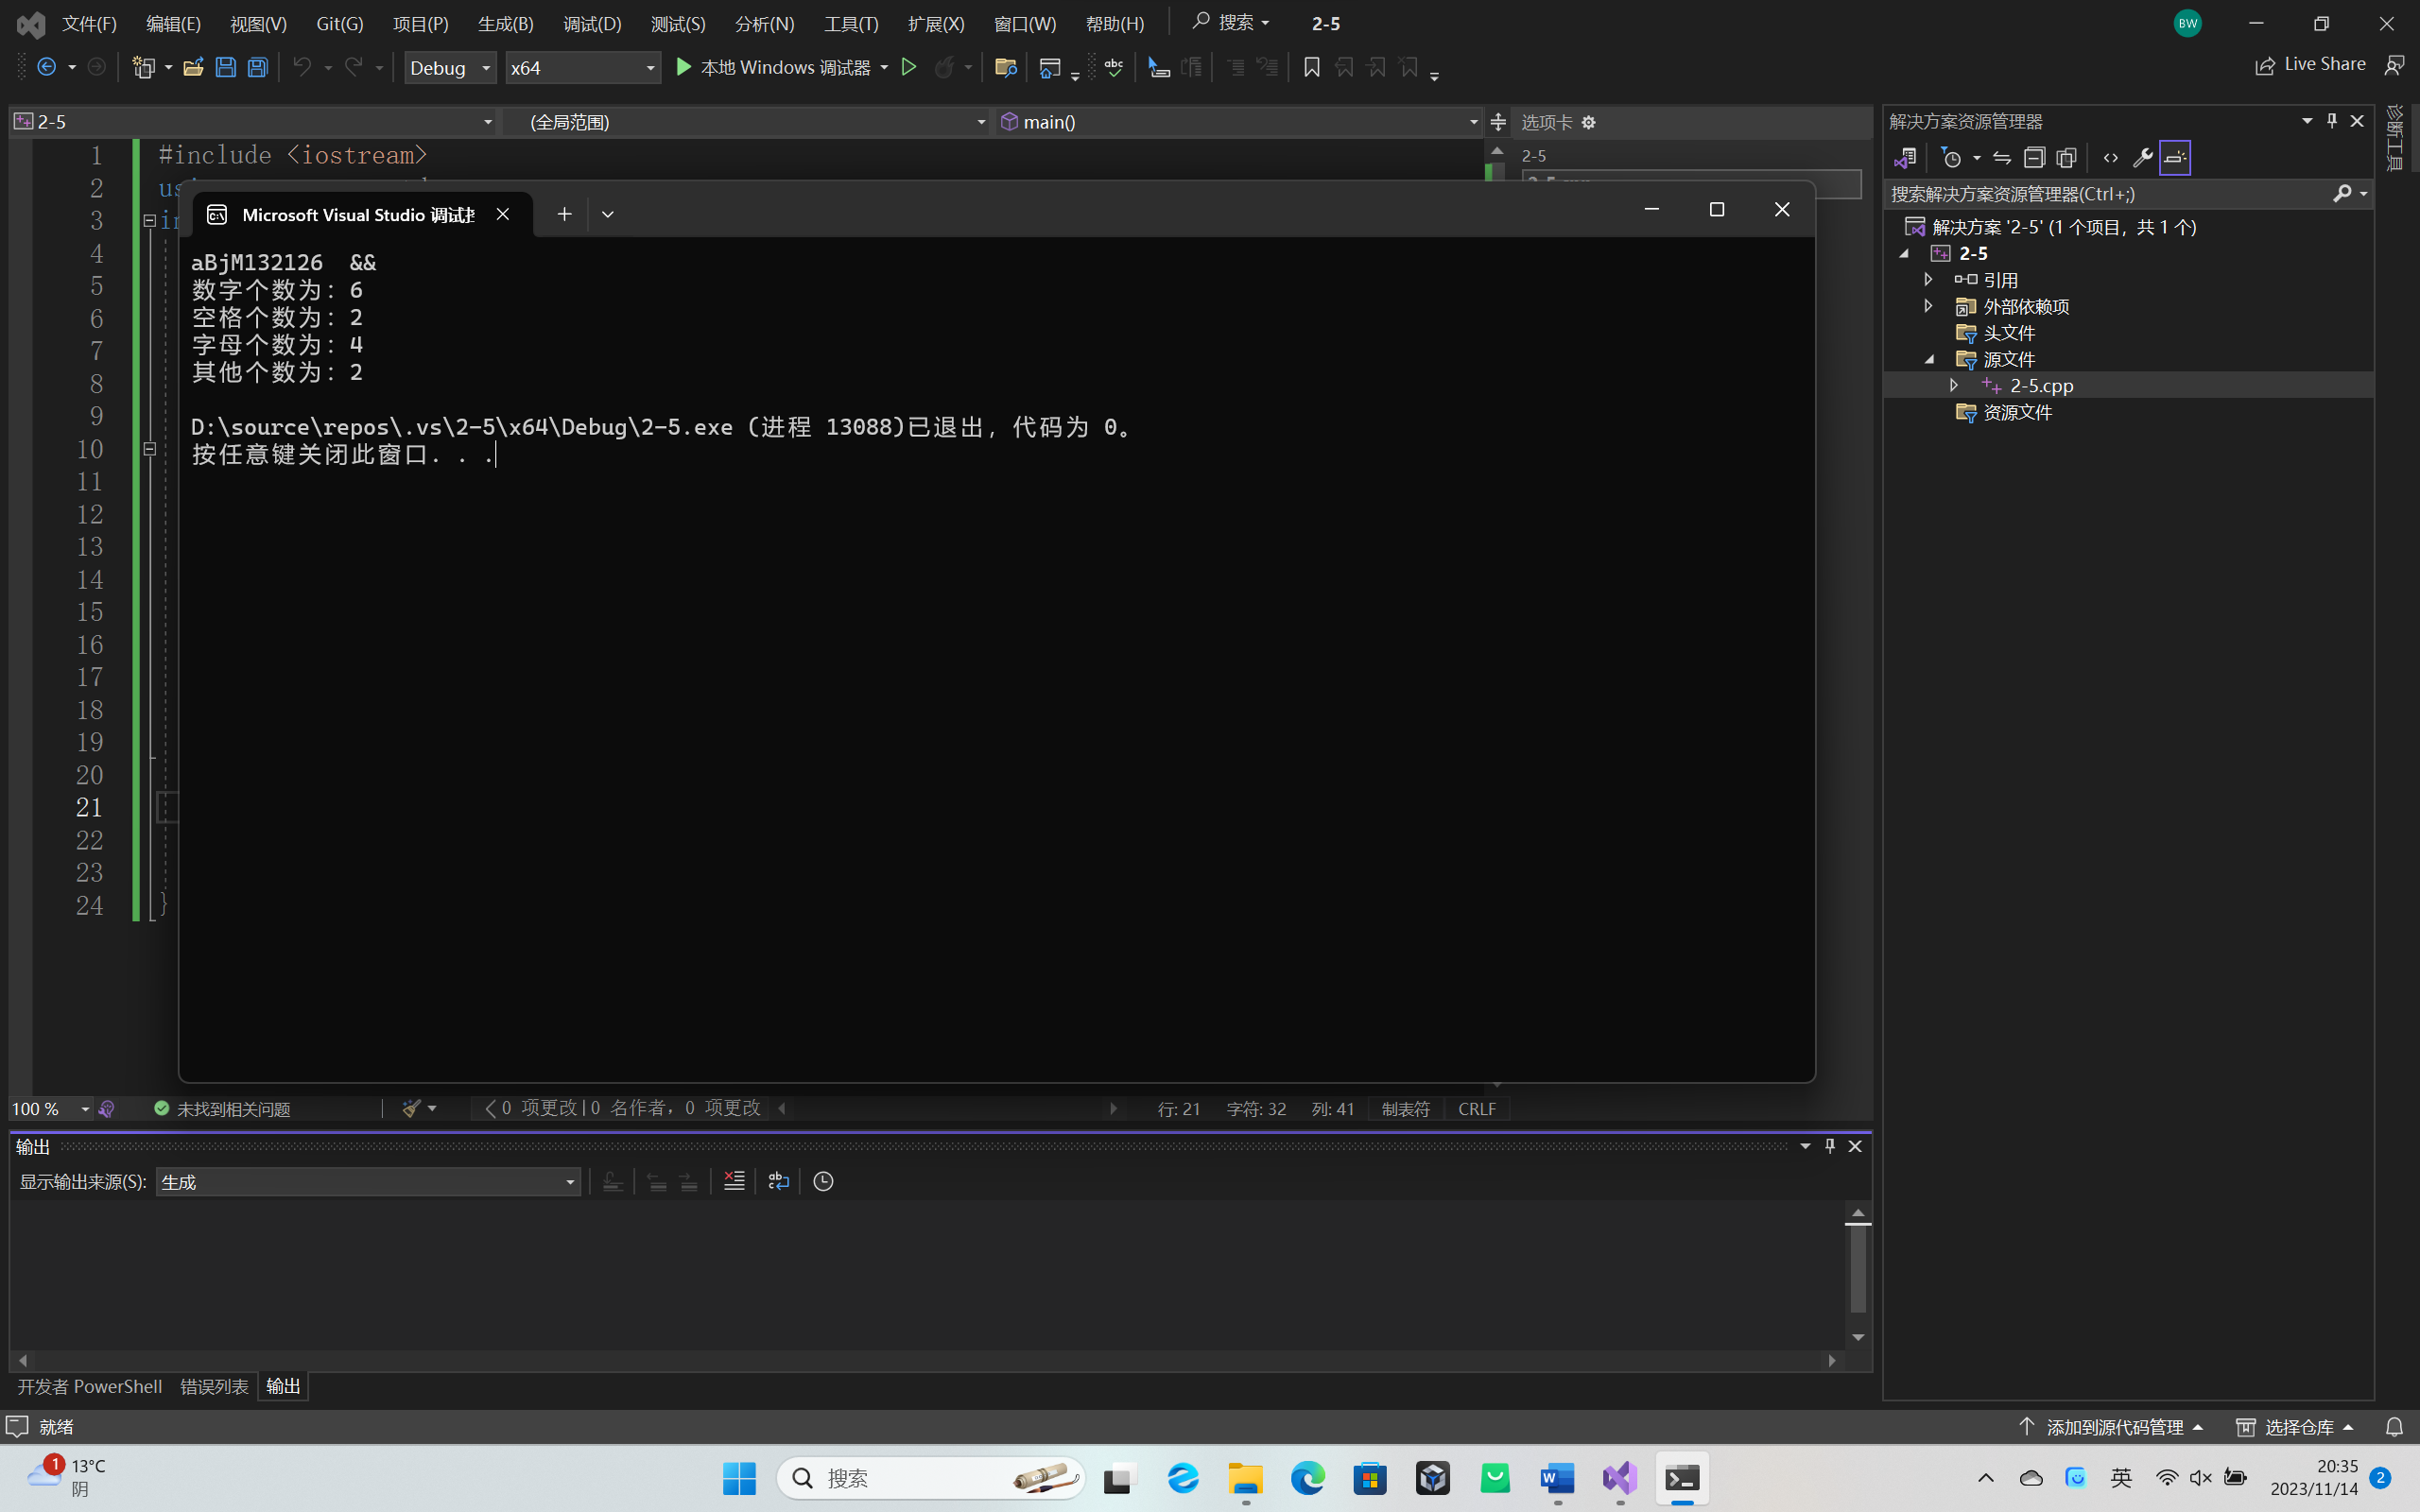 文件(F) 编辑(E) 视图(V) Git(G) 项目(P) 生成(B) 调试(D) 测试(S) 分析(N) 工具(T) 扩展(X) 窗口(W) 帮助(H) 搜索 2-5 BW
Debug x64 本地 Windows 调试器 Live Share
2-5 (全局范围) main() 选项卡
1 #include <iostream>
2
3
4
5
6
7
8
9
10
11
12
13
14
15
16
17
18
19
20
21
22
23
24 }
2-5
Microsoft Visual Studio 调试
aBjM132126  &&
数字个数为: 6
空格个数为: 2
字母个数为: 4
其他个数为: 2
D:\source\repos\.vs\2-5\x64\Debug\2-5.exe (进程 13088)已退出，代码为 0。
按任意键关闭此窗口. . .
解决方案资源管理器
搜索解决方案资源管理器(Ctrl+;)
解决方案 '2-5' (1 个项目，共 1 个)
2-5
引用
外部依赖项
头文件
源文件
2-5.cpp
资源文件
诊断工具
100 % 未找到相关问题 0 项更改 | 0 名作者，0 项更改 行: 21 字符: 32 列: 41 制表符 CRLF
输出
显示输出来源(S): 生成
开发者 PowerShell 错误列表 输出
就绪 添加到源代码管理 选择仓库
1 13°C
阴
搜索
英
20:35
2023/11/14
2